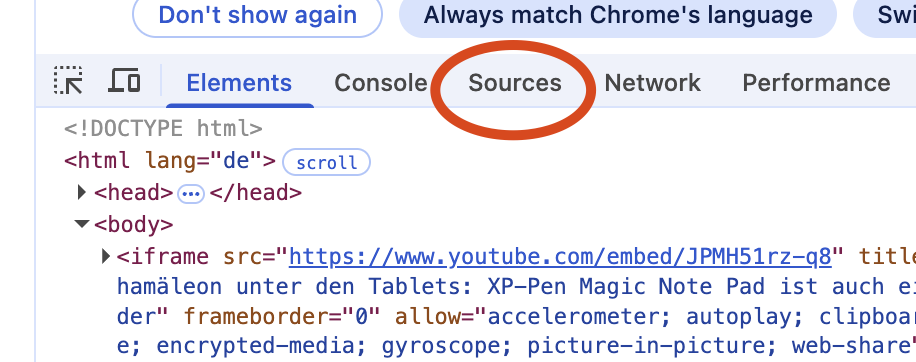 Don't show again Always match Chrome's language Swi
Elements Console Sources Network Performance
<!DOCTYPE html>
<html lang="de"> scroll
<head> ··· </head>
<body>
<iframe src="https://www.youtube.com/embed/JPMH51rz-q8" title
hamäleon unter den Tablets: XP-Pen Magic Note Pad ist auch ei
der" frameborder="0" allow="accelerometer; autoplay; clipboar
e; encrypted-media; gyroscope; picture-in-picture; web-share"